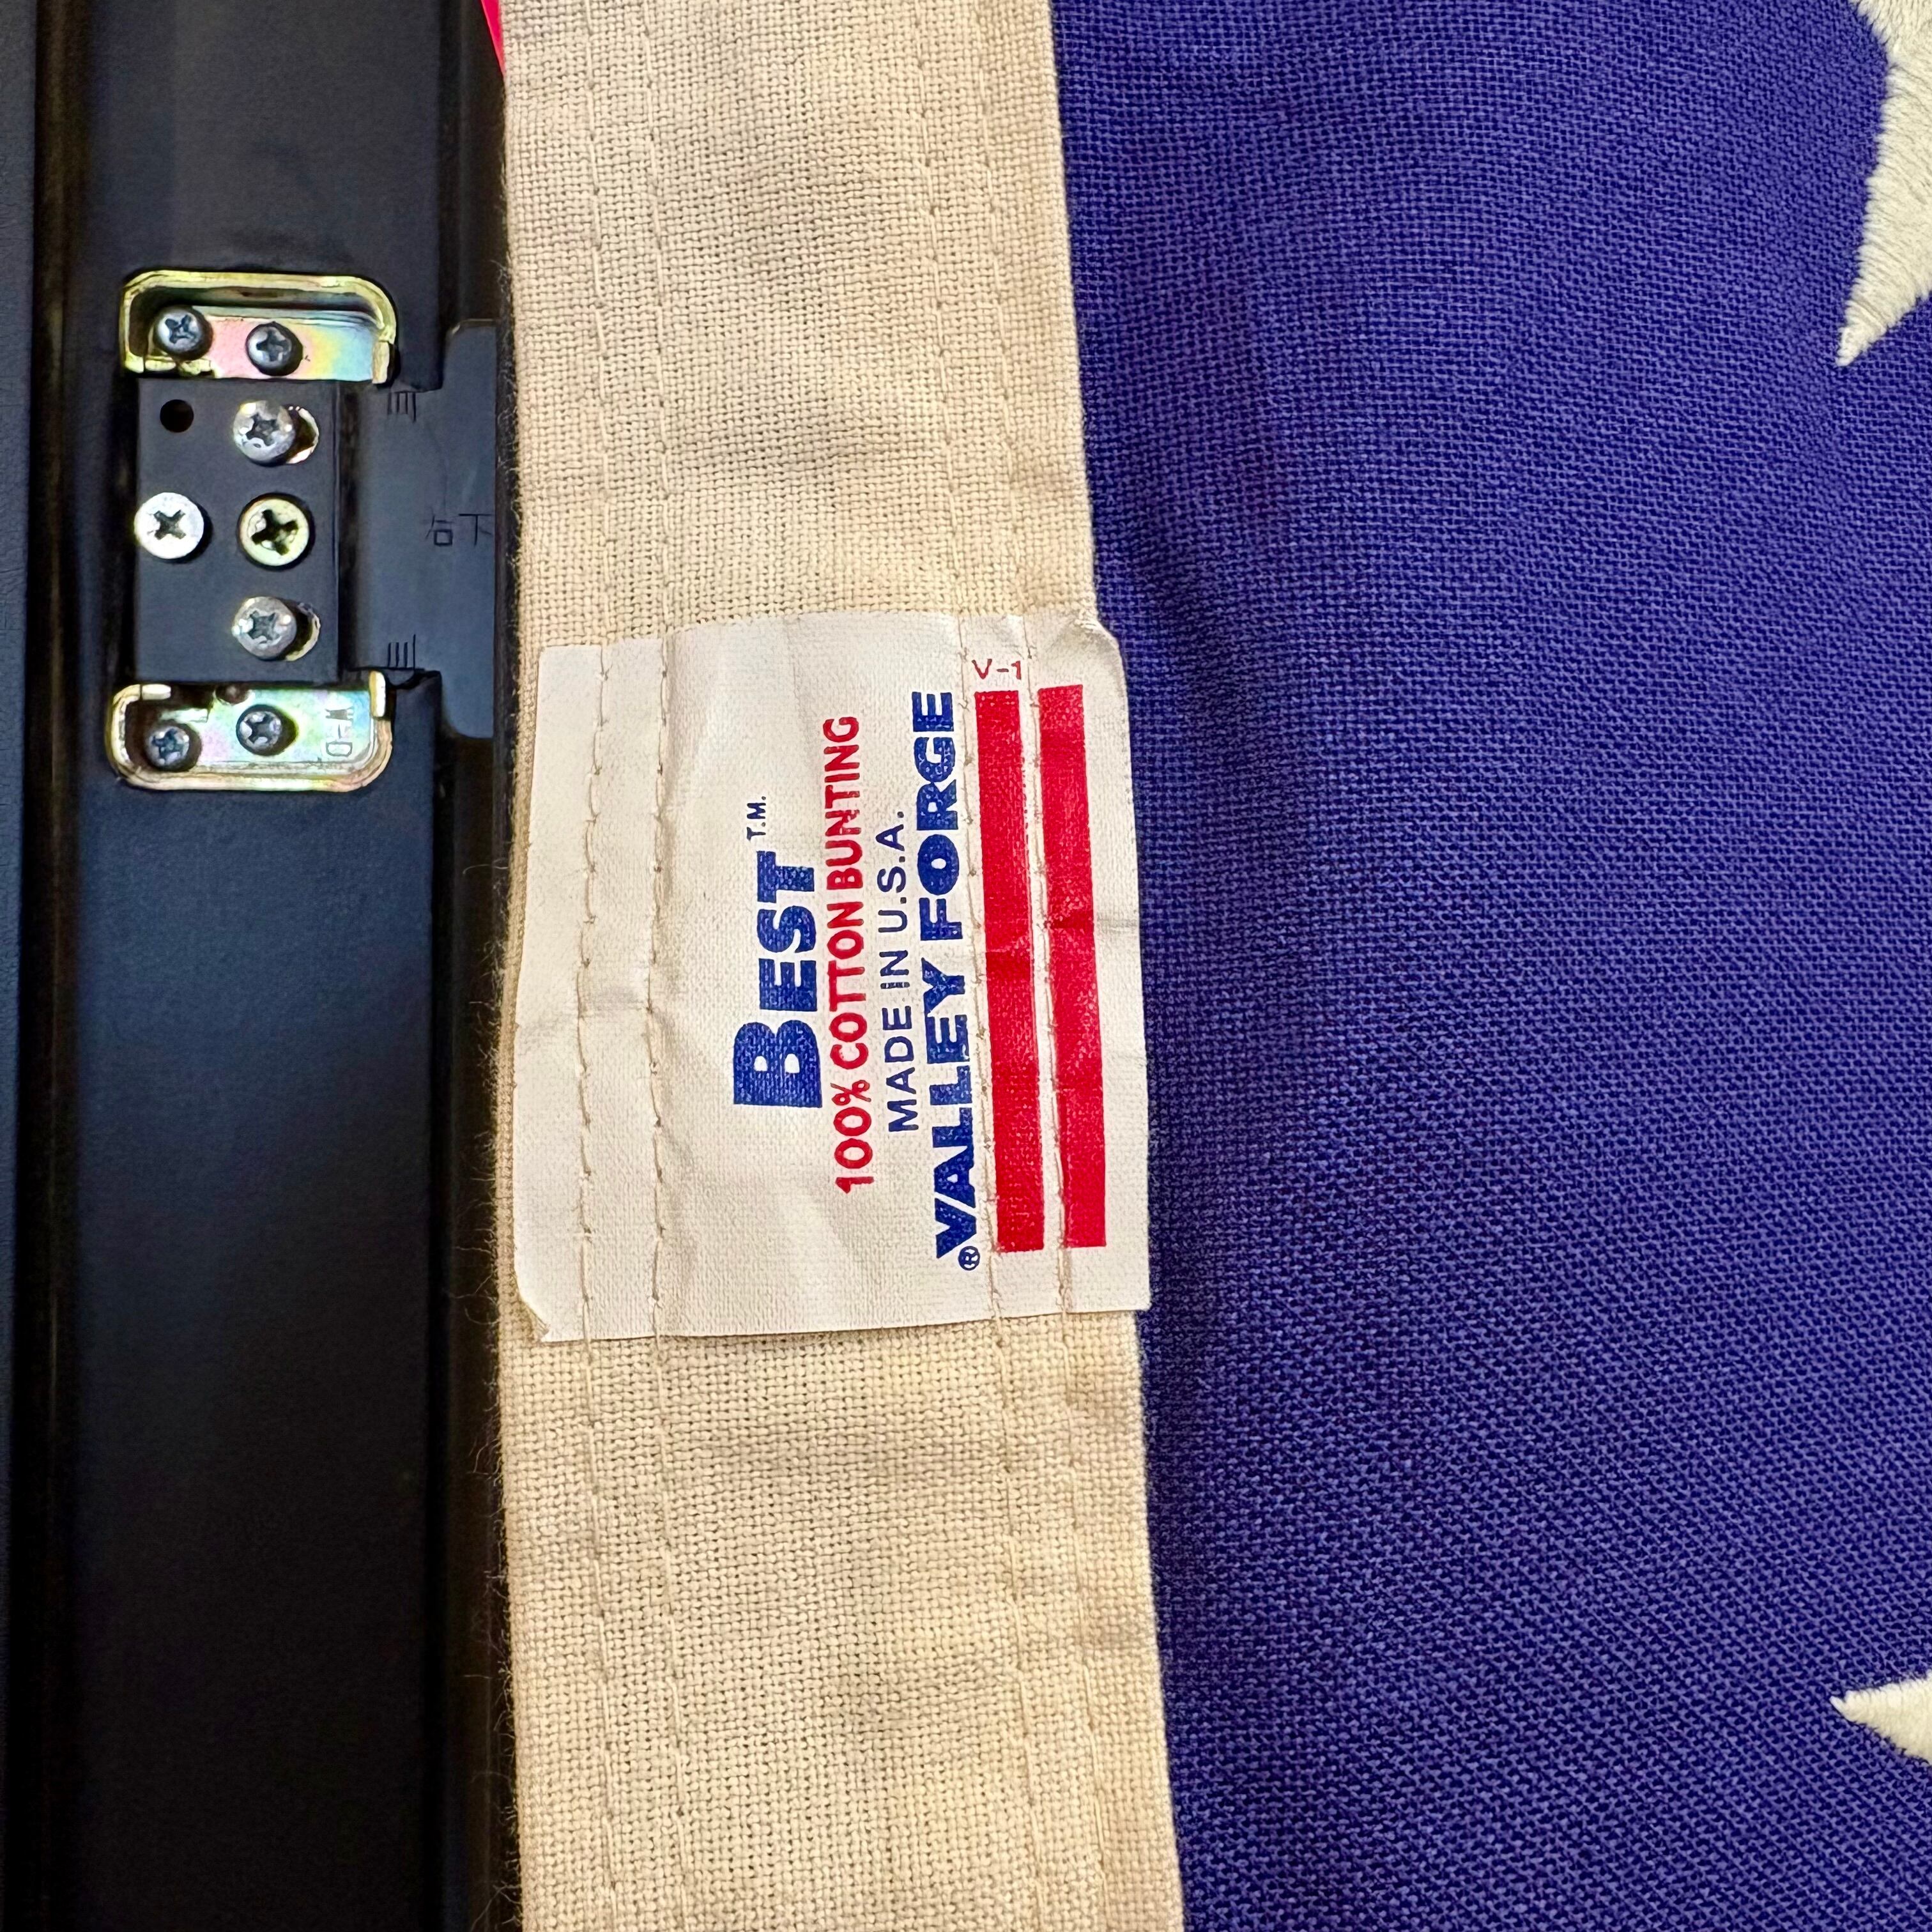 BEST T.M.
100% COTTON BUNTING
MADE IN U.S.A.
VALLEY FORGE®
V-1
右下
M-D